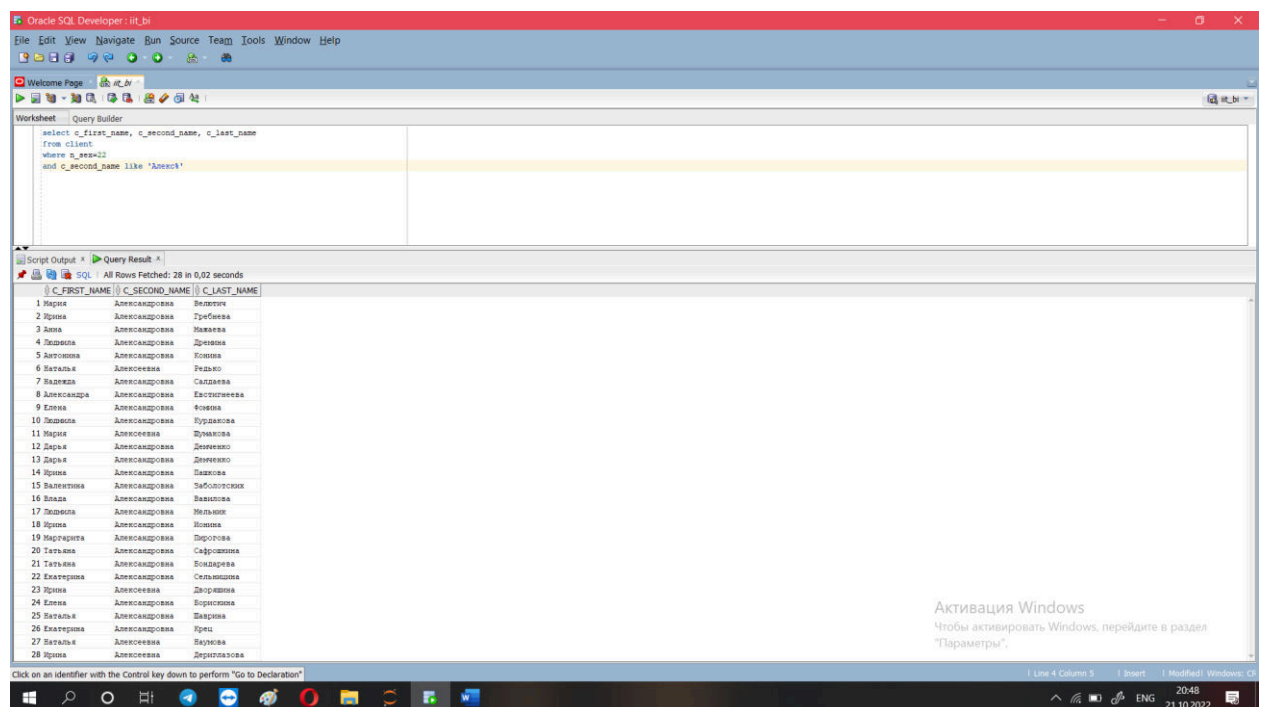 Oracle SQL Developer : iit_bi
File Edit View Navigate Run Source Team Tools Window Help
Welcome Page iit_bi
iit_bi
Worksheet Query Builder
select c_first_name, c_second_name, c_last_name
from client
where n_sex=22
and c_second_name like 'Алекс%'
Script Output × Query Result ×
SQL | All Rows Fetched: 28 in 0,02 seconds
C_FIRST_NAME C_SECOND_NAME C_LAST_NAME
1 Мария Александровна Велютич
2 Ирина Александровна Гребнева
3 Анна Александровна Мажаева
4 Людмила Александровна Дремина
5 Антонина Александровна Конина
6 Наталья Алексеевна Редько
7 Надежда Александровна Салдаева
8 Александра Александровна Евстигнеева
9 Елена Александровна Фомина
10 Людмила Александровна Курдакова
11 Мария Алексеевна Шумакова
12 Дарья Александровна Демченко
13 Дарья Александровна Демченко
14 Ирина Александровна Пашкова
15 Валентина Александровна Заболотских
16 Влада Александровна Вавилова
17 Людмила Александровна Мельник
18 Ирина Александровна Ионина
19 Маргарита Александровна Пирогова
20 Татьяна Александровна Сафрошкина
21 Татьяна Александровна Бондарева
22 Екатерина Александровна Сельницина
23 Ирина Алексеевна Дворяшина
24 Елена Александровна Борискина
25 Наталья Александровна Шаврина
26 Екатерина Александровна Крец
27 Наталья Алексеевна Наумова
28 Ирина Алексеевна Дериглазова
Активация Windows
Чтобы активировать Windows, перейдите в раздел
"Параметры".
Click on an identifier with the Control key down to perform "Go to Declaration"
Line 4 Column 5 | Insert | Modified | Windows: CR
ENG 20:48
21.10.2022